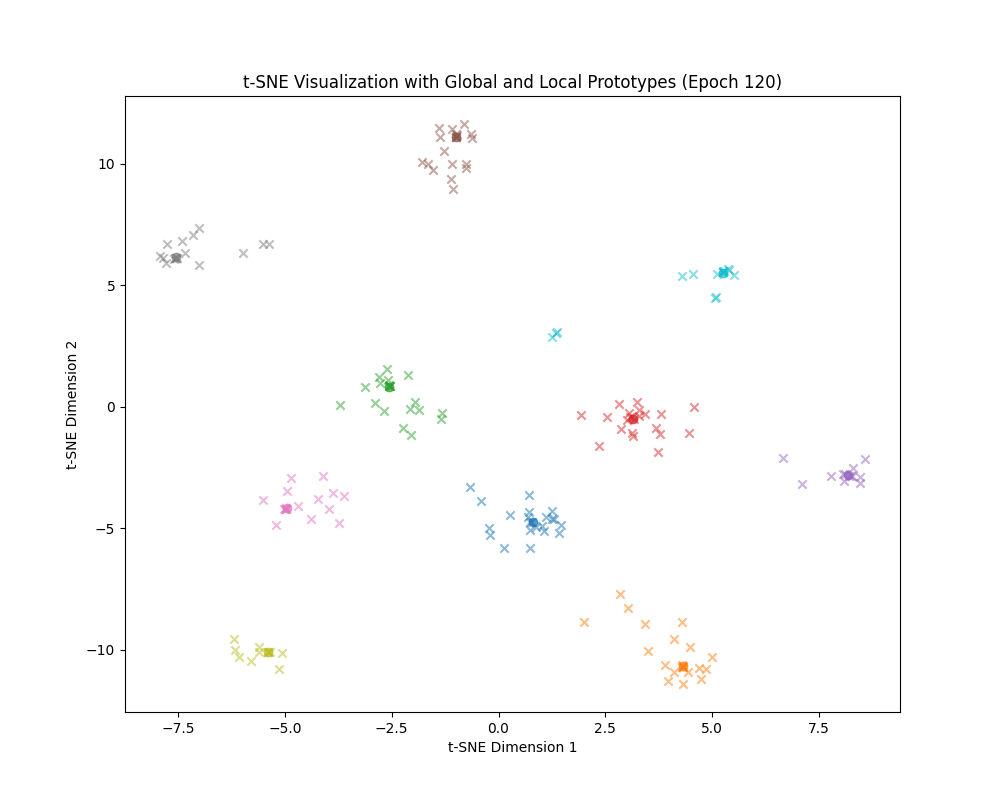 t-SNE Visualization with Global and Local Prototypes (Epoch 120)
10
5
0
−5
−10
t-SNE Dimension 2
−7.5 −5.0 −2.5 0.0 2.5 5.0 7.5
t-SNE Dimension 1